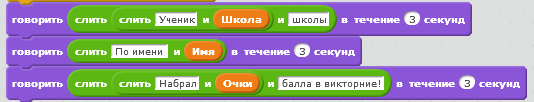 говорить слить слить Ученик и Школа и школы в течение 3 секунд
говорить слить По имени и Имя в течение 3 секунд
говорить слить слить Набрал и Очки и балла в викторние! в течение 3 секунд